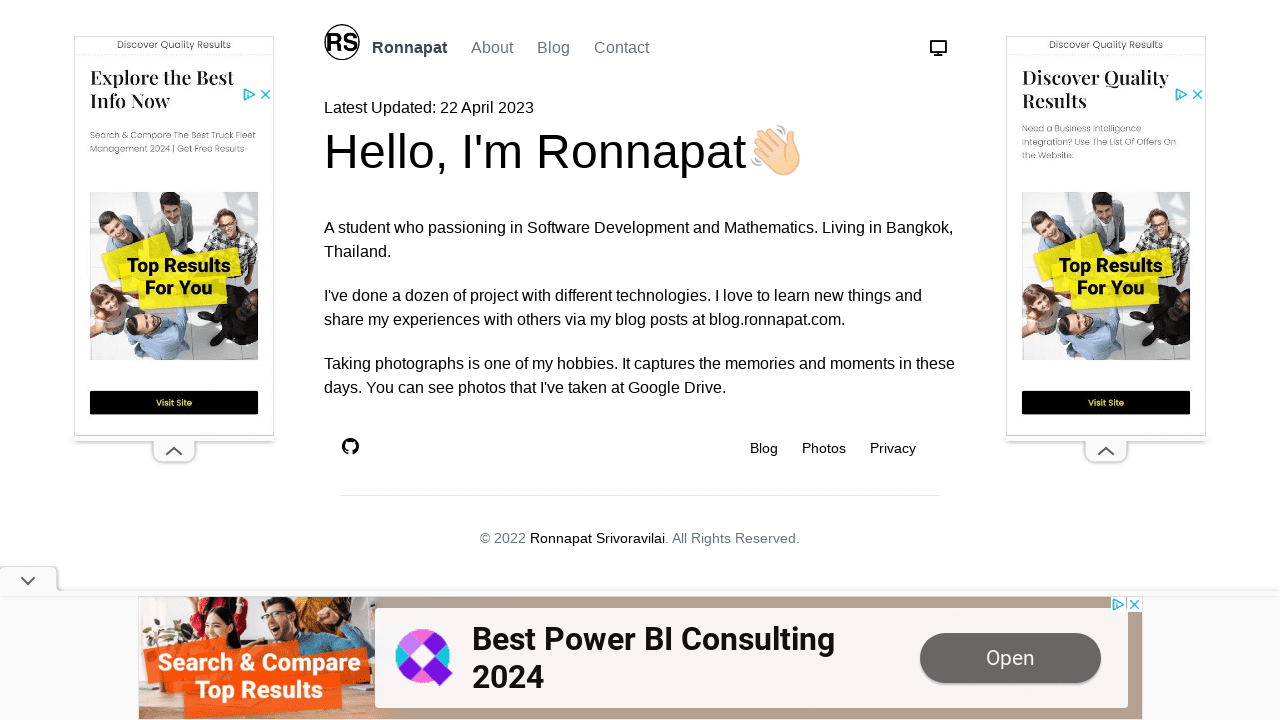 RS Ronnapat About Blog Contact
Latest Updated: 22 April 2023
Hello, I'm Ronnapat👋🏻
A student who passioning in Software Development and Mathematics. Living in Bangkok,
Thailand.
I've done a dozen of project with different technologies. I love to learn new things and
share my experiences with others via my blog posts at blog.ronnapat.com.
Taking photographs is one of my hobbies. It captures the memories and moments in these
days. You can see photos that I've taken at Google Drive.
Blog Photos Privacy
© 2022 Ronnapat Srivoravilai. All Rights Reserved.
Discover Quality Results
Explore the Best
Info Now
Search & Compare The Best Truck Fleet
Management 2024 | Get Free Results
Top Results
For You
Visit Site
Discover Quality Results
Discover Quality
Results
Need a Business Intelligence
Integration? Use The List Of Offers On
the Website.
Top Results
For You
Visit Site
Search & Compare
Top Results
Best Power BI Consulting
2024
Open